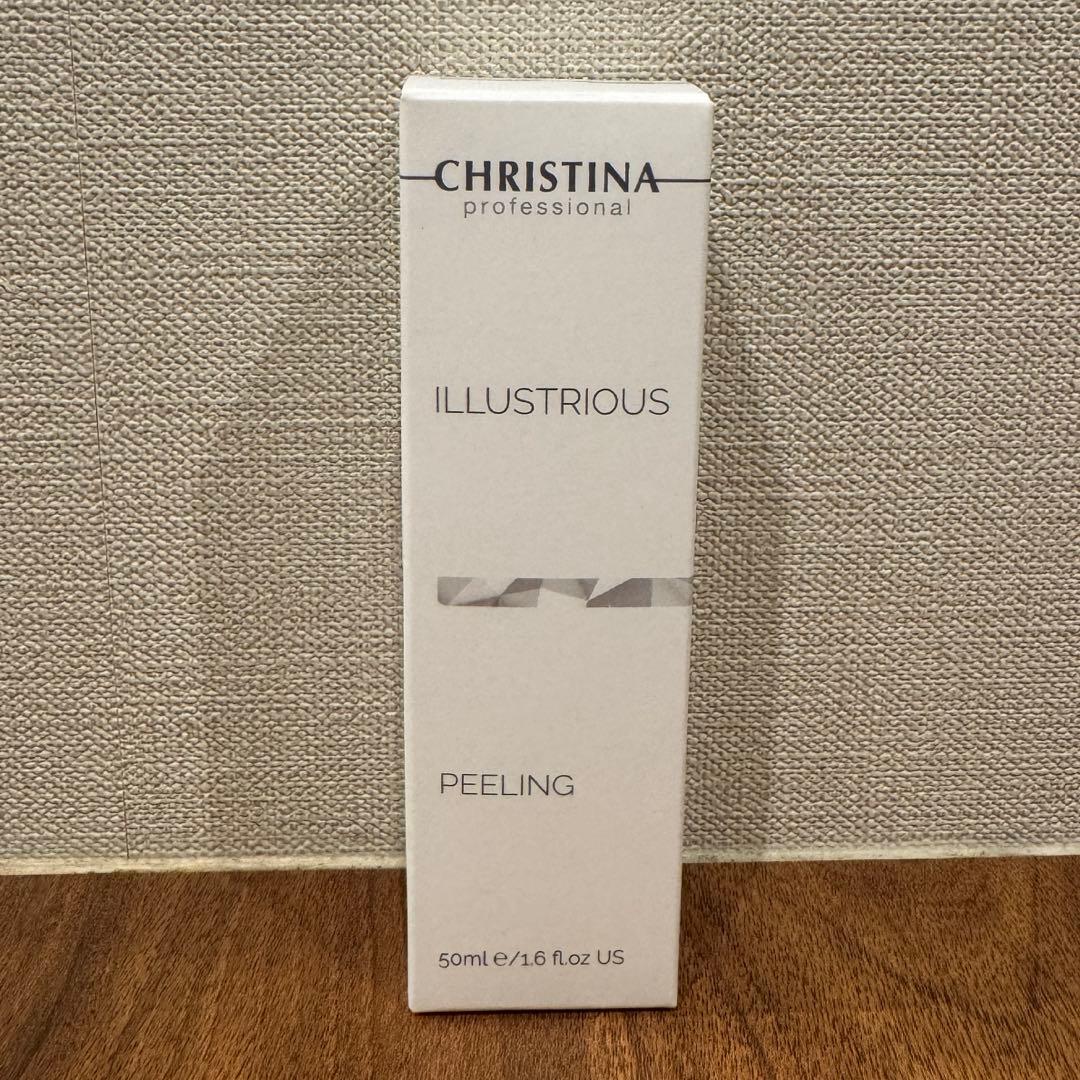 CHRISTINA
professional
ILLUSTRIOUS
PEELING
50ml ℮/1.6 fl.oz US